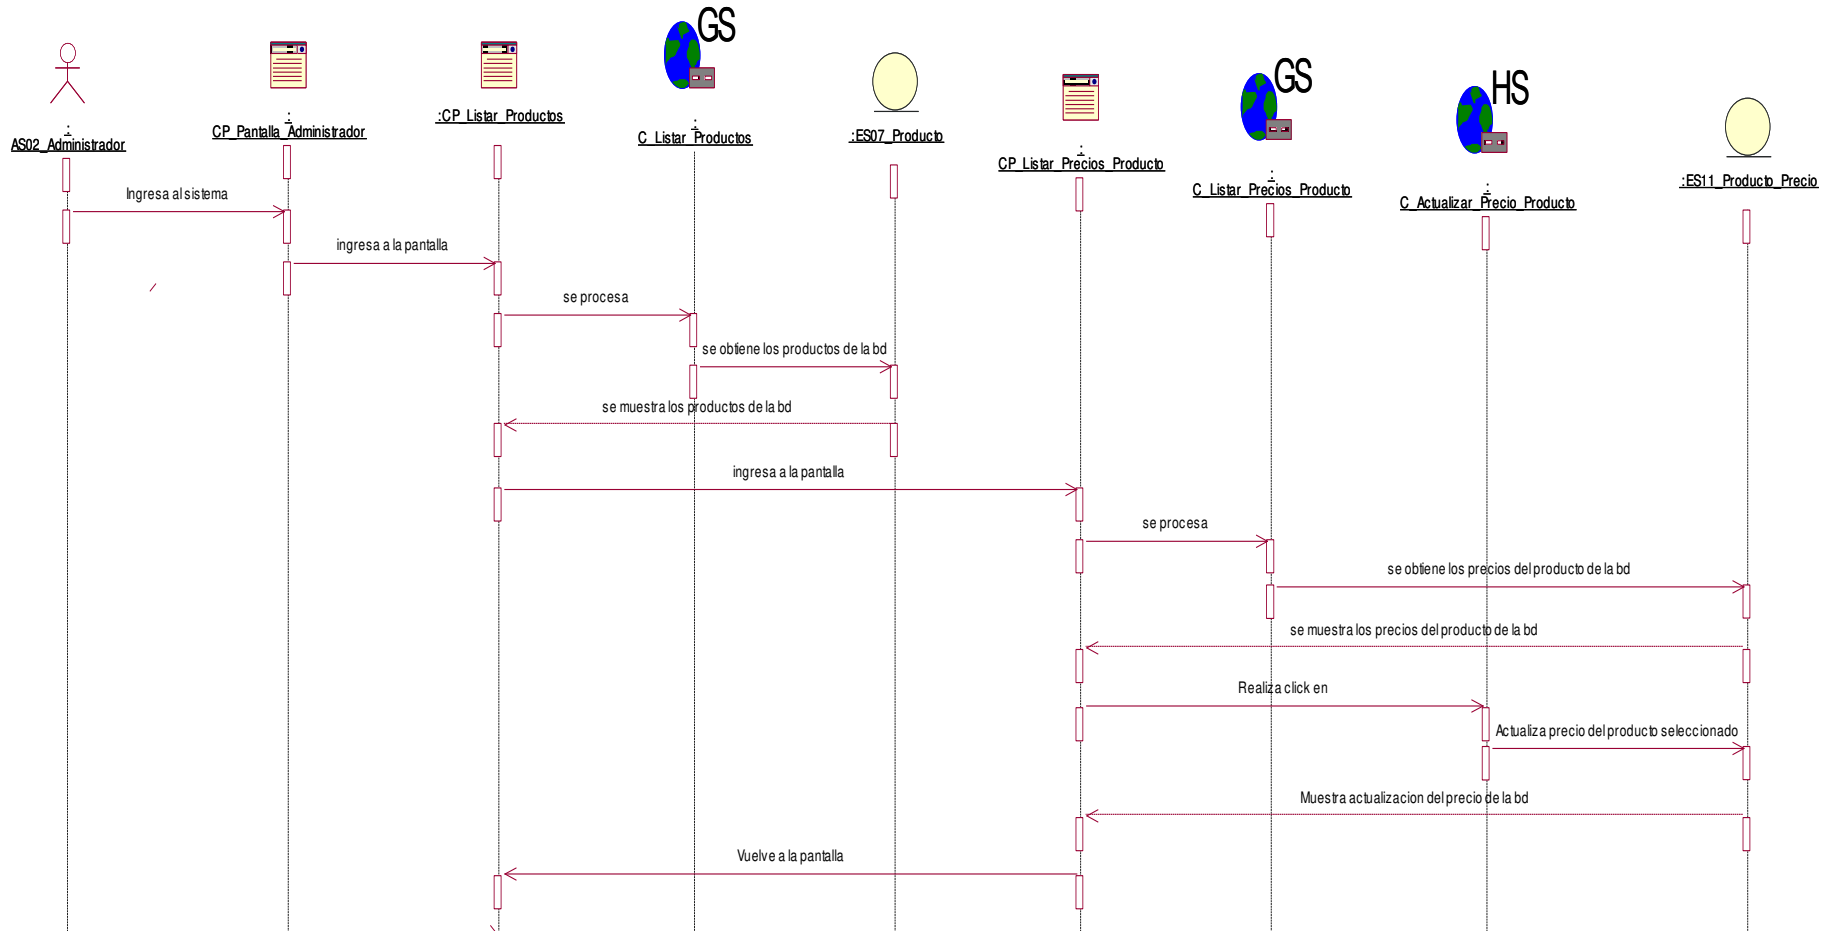 GS
GS
HS
:
AS02_Administrador
:
CP_Pantalla_Administrador
:CP_Listar_Productos
:
C_Listar_Productos
:ES07_Producto
:
CP_Listar_Precios_Producto
:
C_Listar_Precios_Producto
:
C_Actualizar_Precio_Producto
:ES11_Producto_Precio
Ingresa al sistema
ingresa a la pantalla
se procesa
se obtiene los productos de la bd
se muestra los productos de la bd
ingresa a la pantalla
se procesa
se obtiene los precios del producto de la bd
se muestra los precios del producto de la bd
Realiza click en
Actualiza precio del producto seleccionado
Muestra actualizacion del precio de la bd
Vuelve a la pantalla